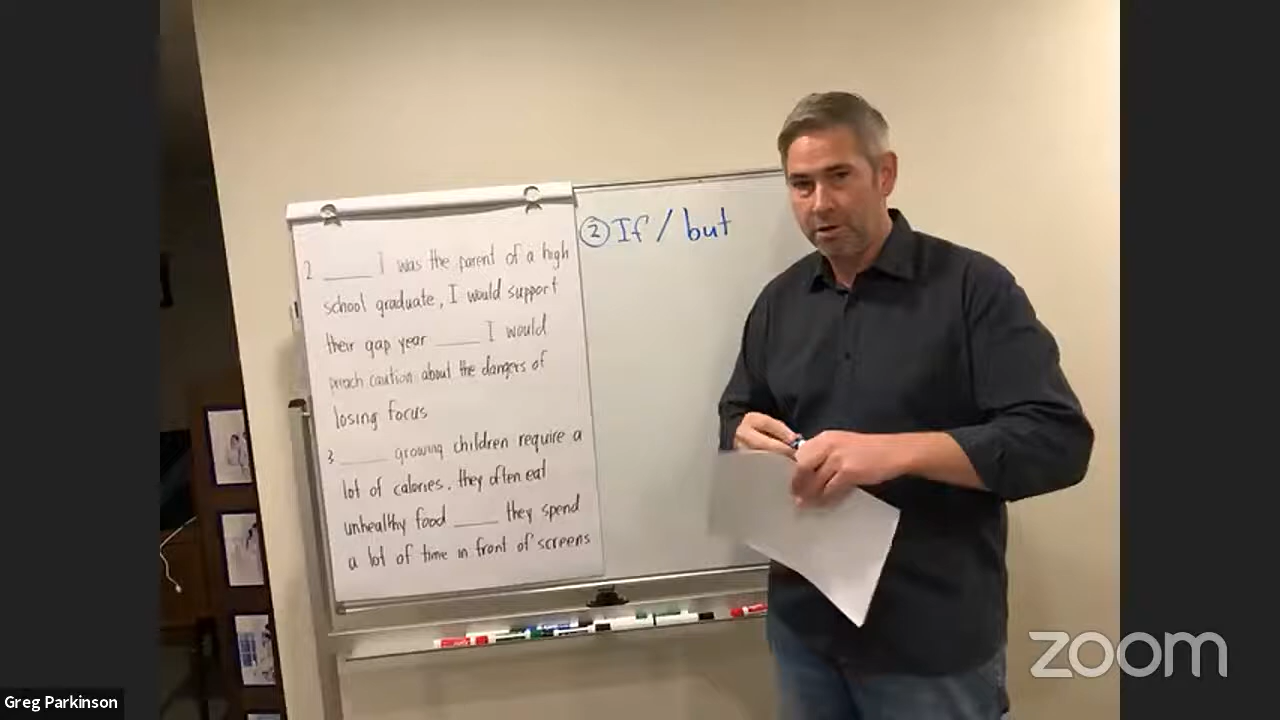 2 ____ I was the parent of a high
school graduate, I would support
their gap year ____ I would
preach caution about the dangers of
losing focus
3 ____ growing children require a
lot of calories, they often eat
unhealthy food ____ they spend
a lot of time in front of screens
② If / but
zoom
Greg Parkinson